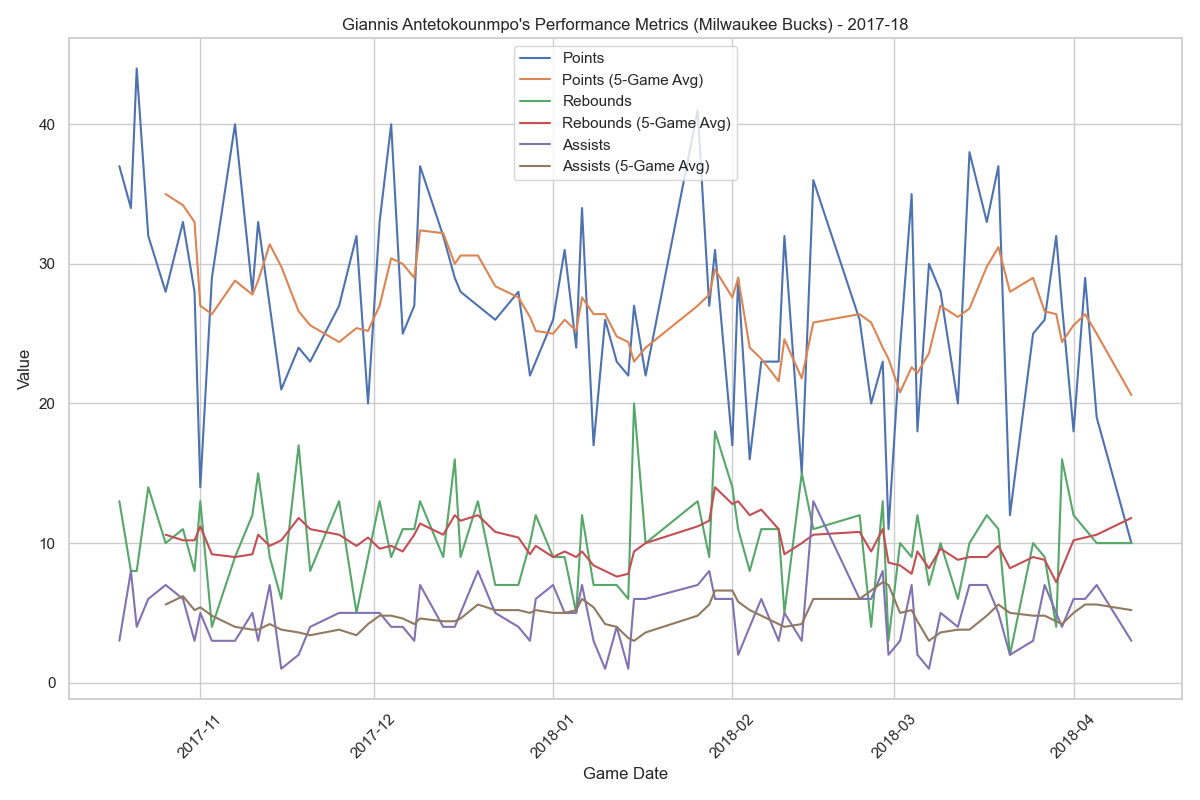 Giannis Antetokounmpo's Performance Metrics (Milwaukee Bucks) - 2017-18
Points
Points (5-Game Avg)
Rebounds
Rebounds (5-Game Avg)
Assists
Assists (5-Game Avg)
Value
40
30
20
10
0
2017-11
2017-12
2018-01
2018-02
2018-03
2018-04
Game Date